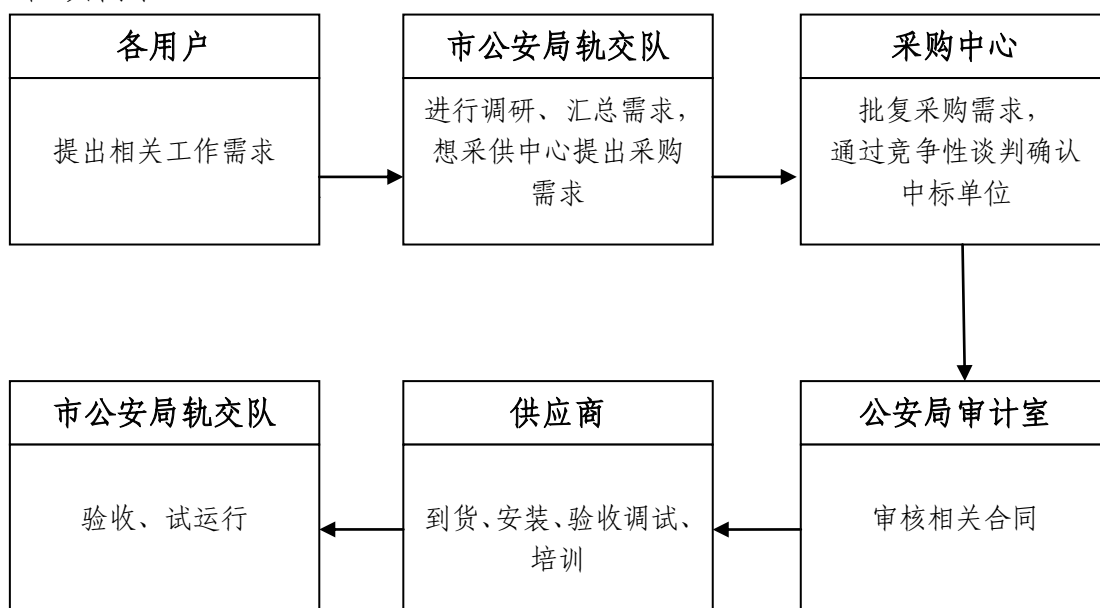 各用户
提出相关工作需求
市公安局轨交队
进行调研、汇总需求，
想采供中心提出采购
需求
采购中心
批复采购需求，
通过竞争性谈判确认
中标单位
公安局审计室
审核相关合同
供应商
到货、安装、验收调试、
培训
市公安局轨交队
验收、试运行